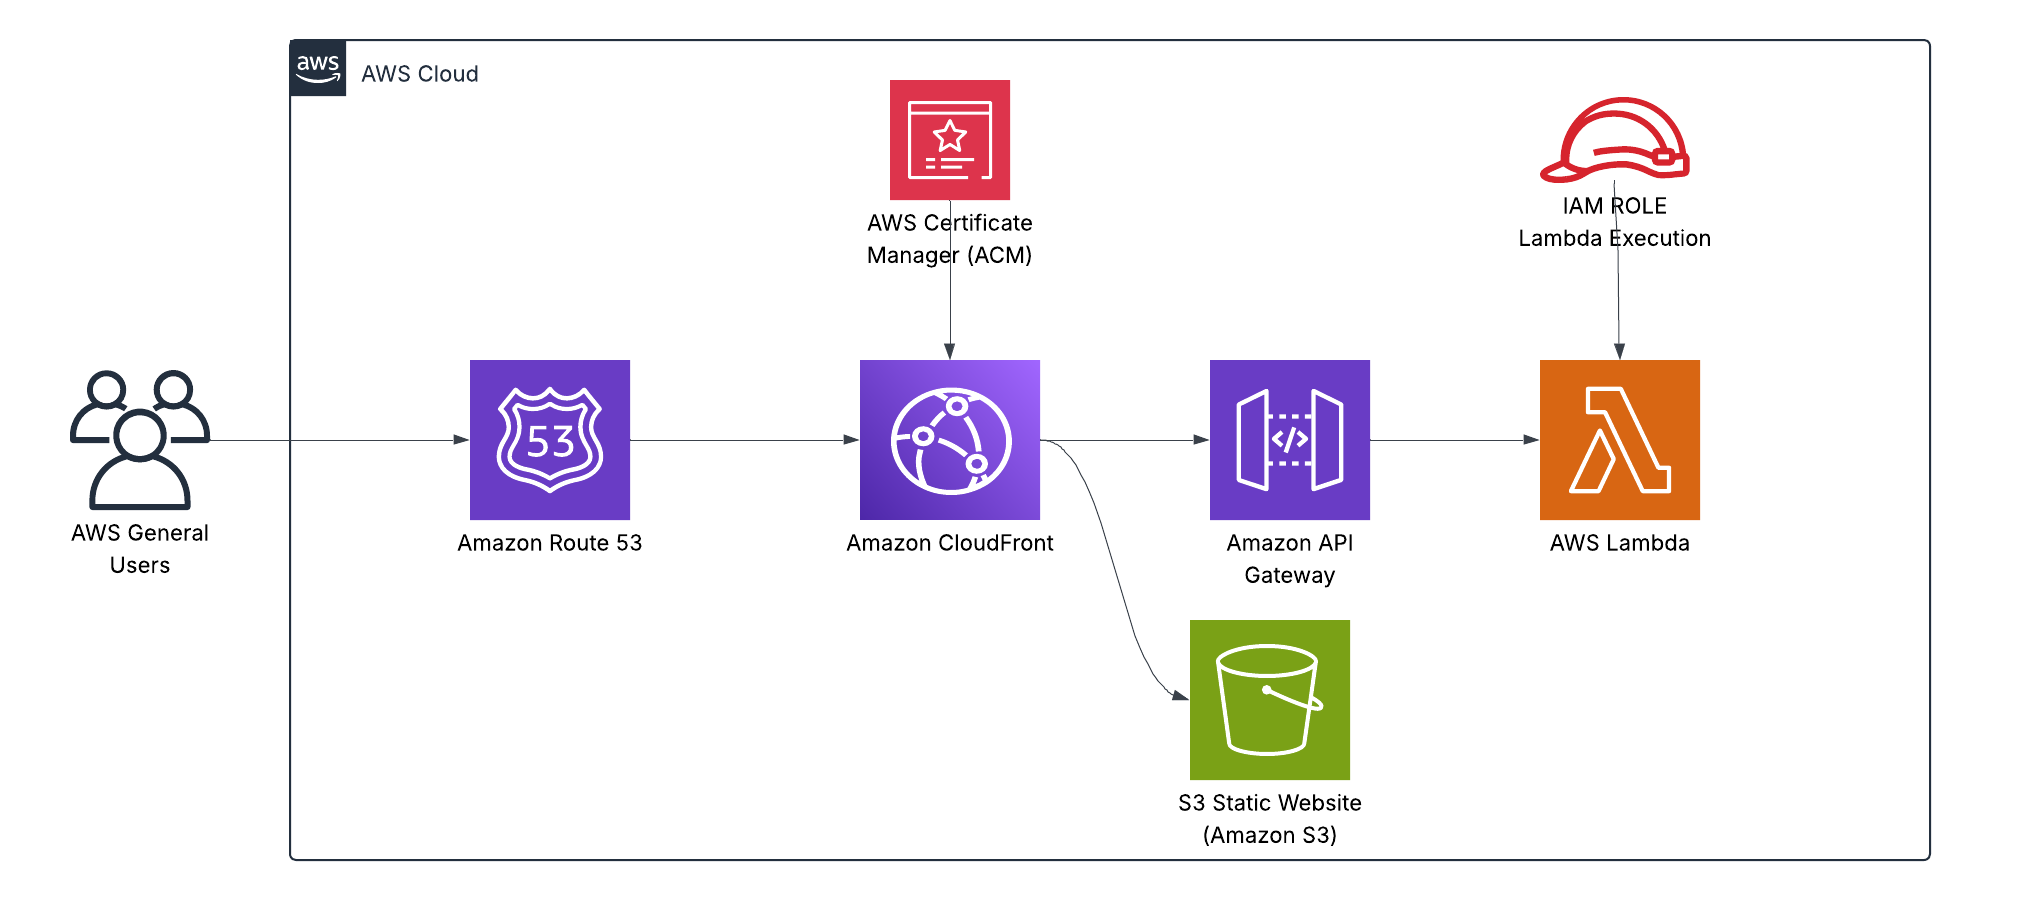 aws
AWS Cloud
AWS Certificate
Manager (ACM)
IAM ROLE
Lambda Execution
53
</>
AWS General
Users
Amazon Route 53
Amazon CloudFront
Amazon API
Gateway
AWS Lambda
S3 Static Website
(Amazon S3)